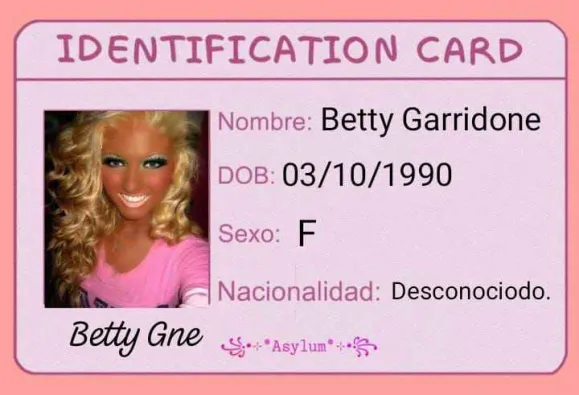 IDENTIFICATION CARD
Nombre: Betty Garridone
DOB: 03/10/1990
Sexo: F
Nacionalidad: Desconociodo.
Betty Gne
꧁•⊹٭Asylum٭⊹•꧂